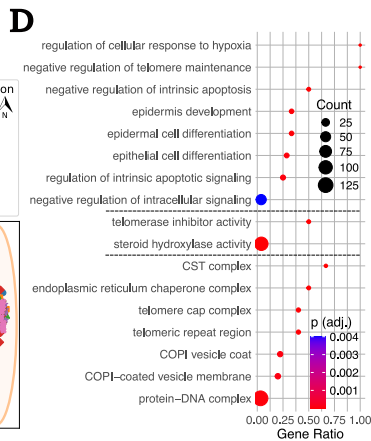 D
on
N
regulation of cellular response to hypoxia
negative regulation of telomere maintenance
negative regulation of intrinsic apoptosis
epidermis development
epidermal cell differentiation
epithelial cell differentiation
regulation of intrinsic apoptotic signaling
negative regulation of intracellular signaling
telomerase inhibitor activity
steroid hydroxylase activity
CST complex
endoplasmic reticulum chaperone complex
telomere cap complex
telomeric repeat region
COPI vesicle coat
COPI−coated vesicle membrane
protein−DNA complex
Count
25
50
75
100
125
p (adj.)
0.004
0.003
0.002
0.001
0.00 0.25 0.50 0.75 1.00
Gene Ratio